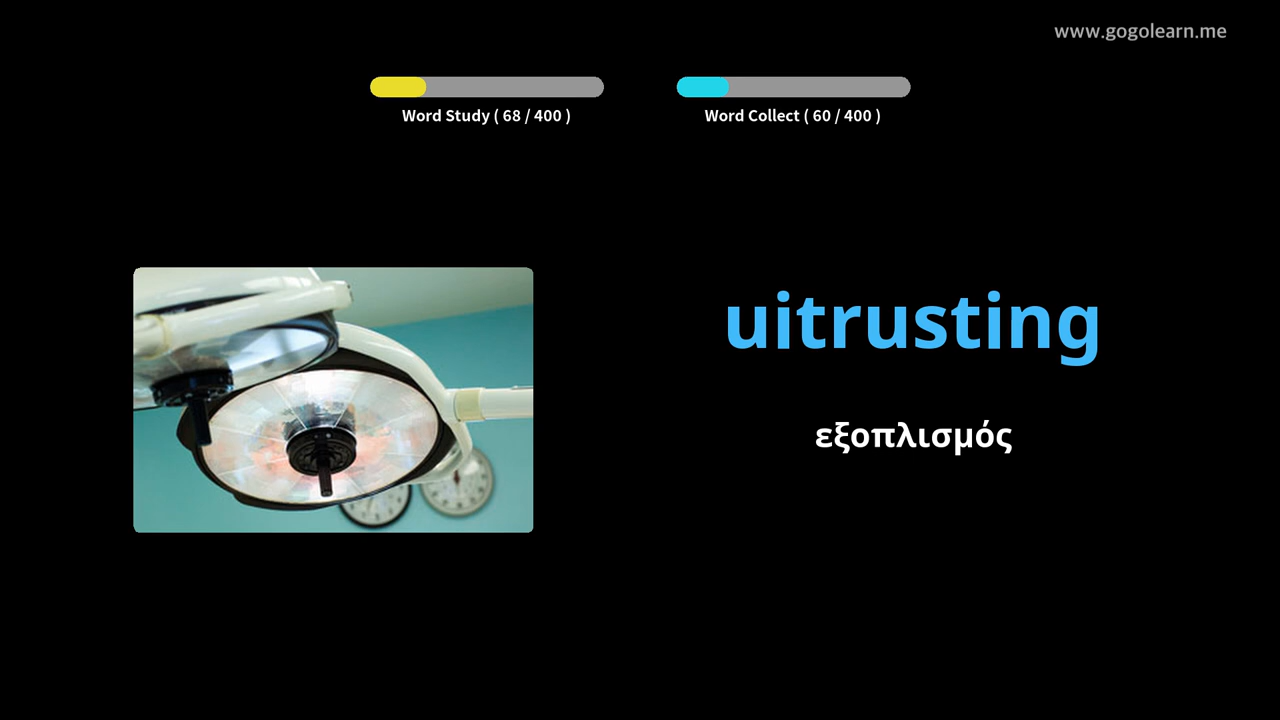 www.gogolearn.me
Word Study ( 68 / 400 )
Word Collect ( 60 / 400 )
uitrusting
εξοπλισμός